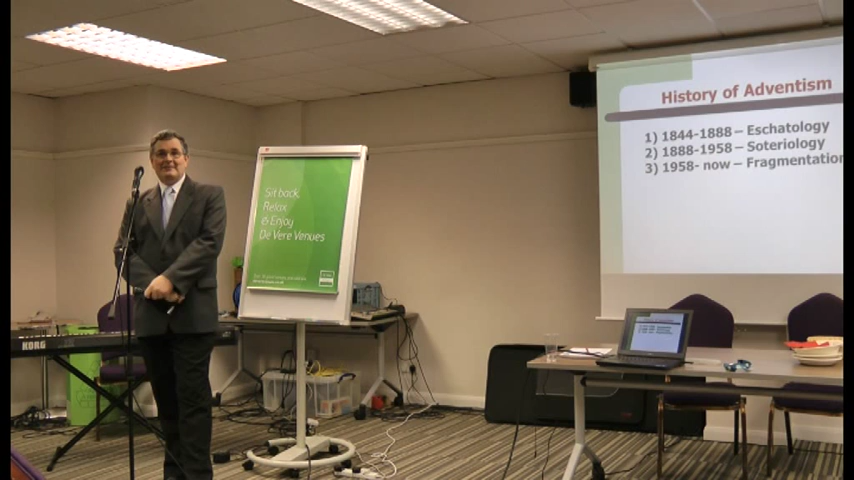 History of Adventism
1) 1844-1888 – Eschatology
2) 1888-1958 – Soteriology
3) 1958- now – Fragmentation
Sit back,
Relax,
& Enjoy
De Vere Venues
KORG